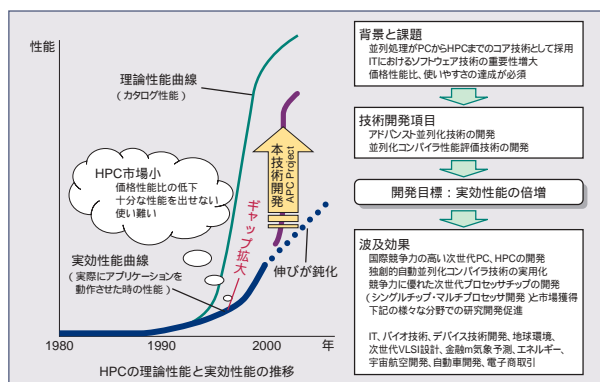 性能
理論性能曲線
(カタログ性能)
HPC市場小
価格性能比の低下
十分な性能を出せない
使い難い
本技術開発
APC Project
ギャップ拡大
実効性能曲線
(実際にアプリケーションを
動作させた時の性能)
伸びが鈍化
1980
1990
2000
年
HPCの理論性能と実効性能の推移
背景と課題
並列処理がPCからHPCまでのコア技術として採用
ITにおけるソフトウェア技術の重要性増大
価格性能比、使いやすさの達成が必須
技術開発項目
アドバンスト並列化技術の開発
並列化コンパイラ性能評価技術の開発
開発目標:実効性能の倍増
波及効果
国際競争力の高い次世代PC、HPCの開発
独創的自動並列化コンパイラ技術の実用化
競争力に優れた次世代プロセッサチップの開発
(シングルチップ・マルチプロセッサ開発)と市場獲得
下記の様々な分野での研究開発促進
IT、バイオ技術、デバイス技術開発、地球環境、
次世代VLSI設計、金融m気象予測、エネルギー、
宇宙航空開発、自動車開発、電子商取引